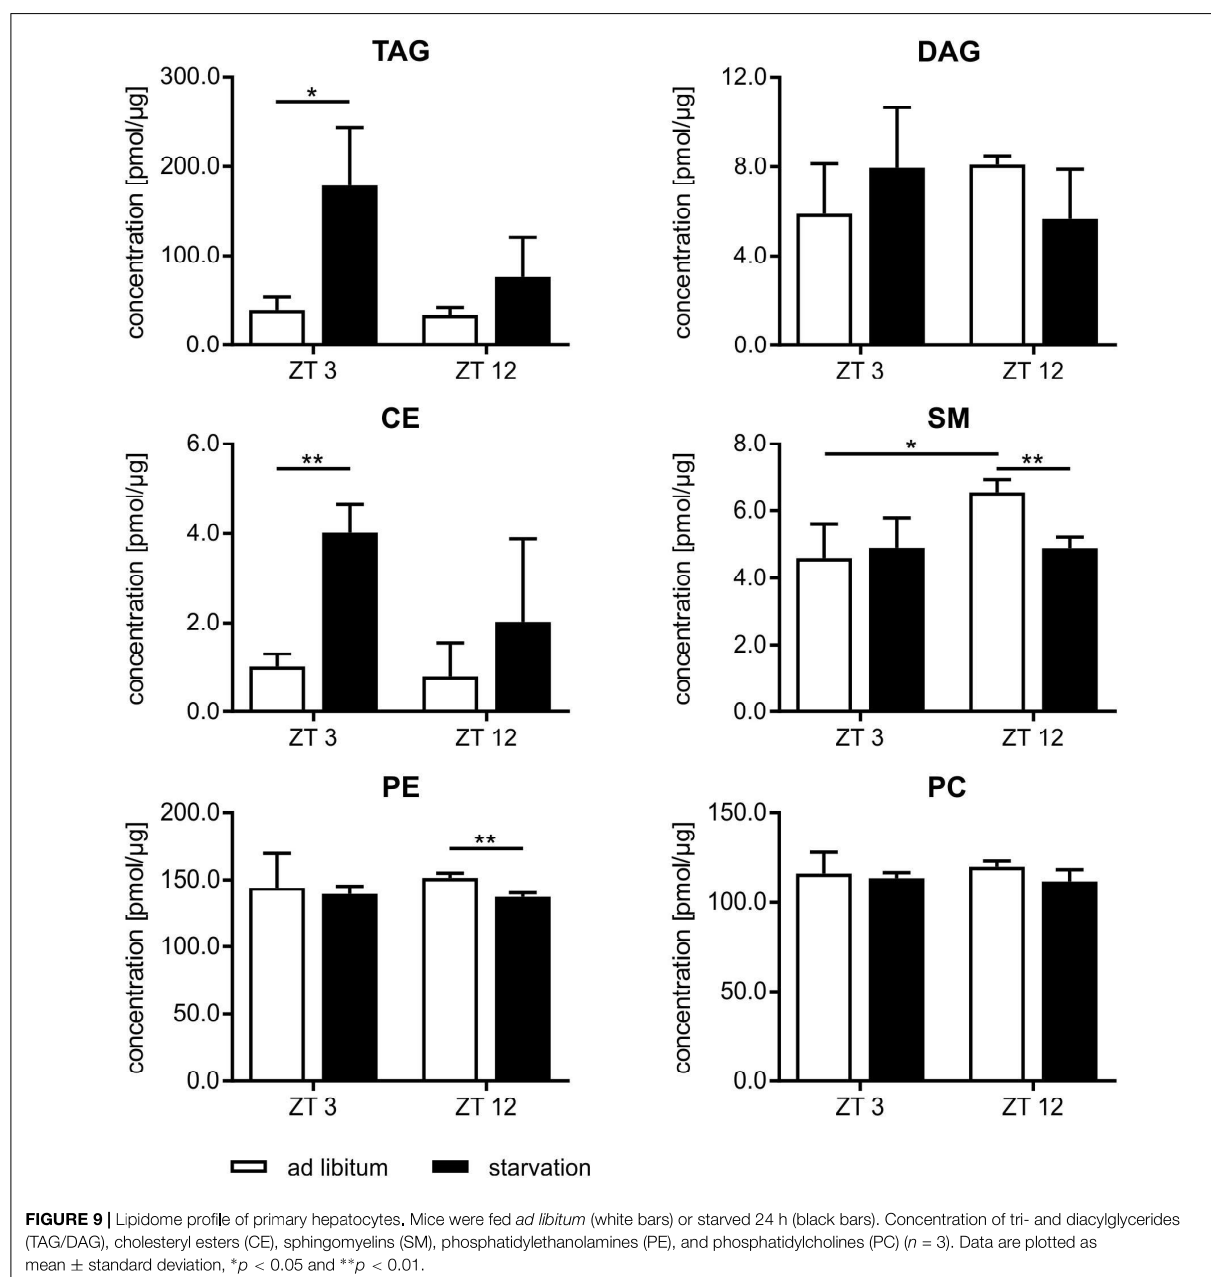 TAG
concentration [pmol/µg]
300.0
200.0
100.0
0.0
*
ZT 3
ZT 12
DAG
concentration [pmol/µg]
12.0
8.0
4.0
0.0
ZT 3
ZT 12
CE
concentration [pmol/µg]
6.0
4.0
2.0
0.0
**
ZT 3
ZT 12
SM
concentration [pmol/µg]
8.0
6.0
4.0
2.0
0.0
*
**
ZT 3
ZT 12
PE
concentration [pmol/µg]
200.0
150.0
100.0
50.0
0.0
**
ZT 3
ZT 12
PC
concentration [pmol/µg]
150.0
100.0
50.0
0.0
ZT 3
ZT 12
ad libitum
starvation
FIGURE 9 | Lipidome profile of primary hepatocytes. Mice were fed ad libitum (white bars) or starved 24 h (black bars). Concentration of tri- and diacylglycerides
(TAG/DAG), cholesteryl esters (CE), sphingomyelins (SM), phosphatidylethanolamines (PE), and phosphatidylcholines (PC) (n = 3). Data are plotted as
mean ± standard deviation, *p < 0.05 and **p < 0.01.